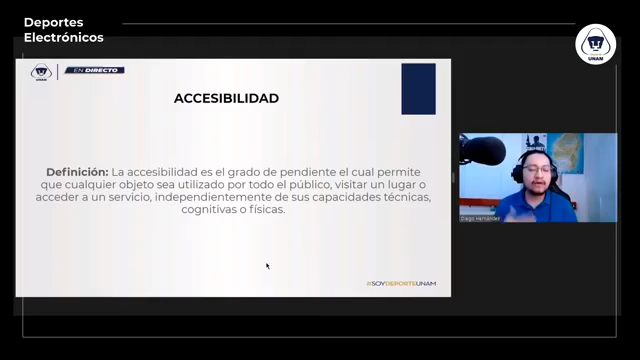 Deportes
Electrónicos
UNAM
UNAM
EN DIRECTO
ACCESIBILIDAD
Definición: La accesibilidad es el grado de pendiente el cual permite
que cualquier objeto sea utilizado por todo el público, visitar un lugar o
acceder a un servicio, independientemente de sus capacidades técnicas,
cognitivas o físicas.
Diego Hernández
#SOYDEPORTEUNAM